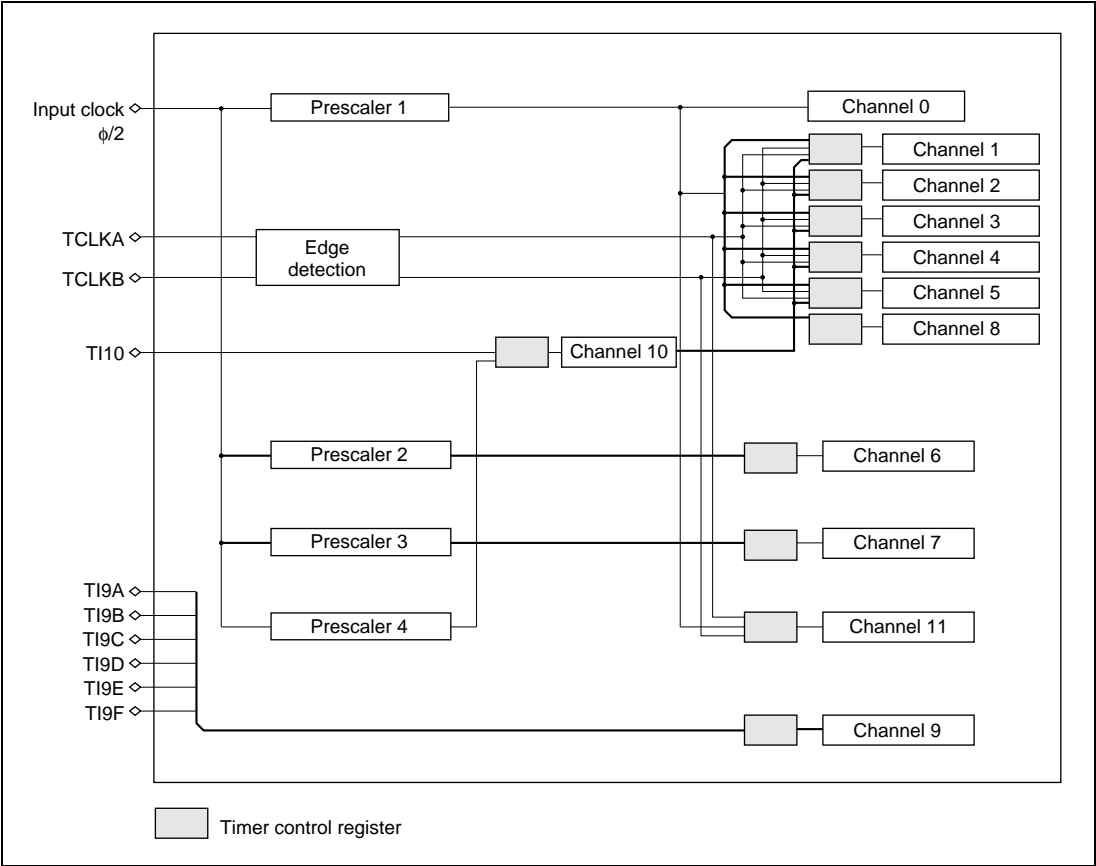 Input clock
ϕ/2
Prescaler 1
Channel 0
Channel 1
Channel 2
TCLKA
Edge
detection
Channel 3
TCLKB
Channel 4
Channel 5
Channel 8
TI10
Channel 10
Prescaler 2
Channel 6
Prescaler 3
Channel 7
TI9A
TI9B
TI9C
TI9D
TI9E
TI9F
Prescaler 4
Channel 11
Channel 9
Timer control register